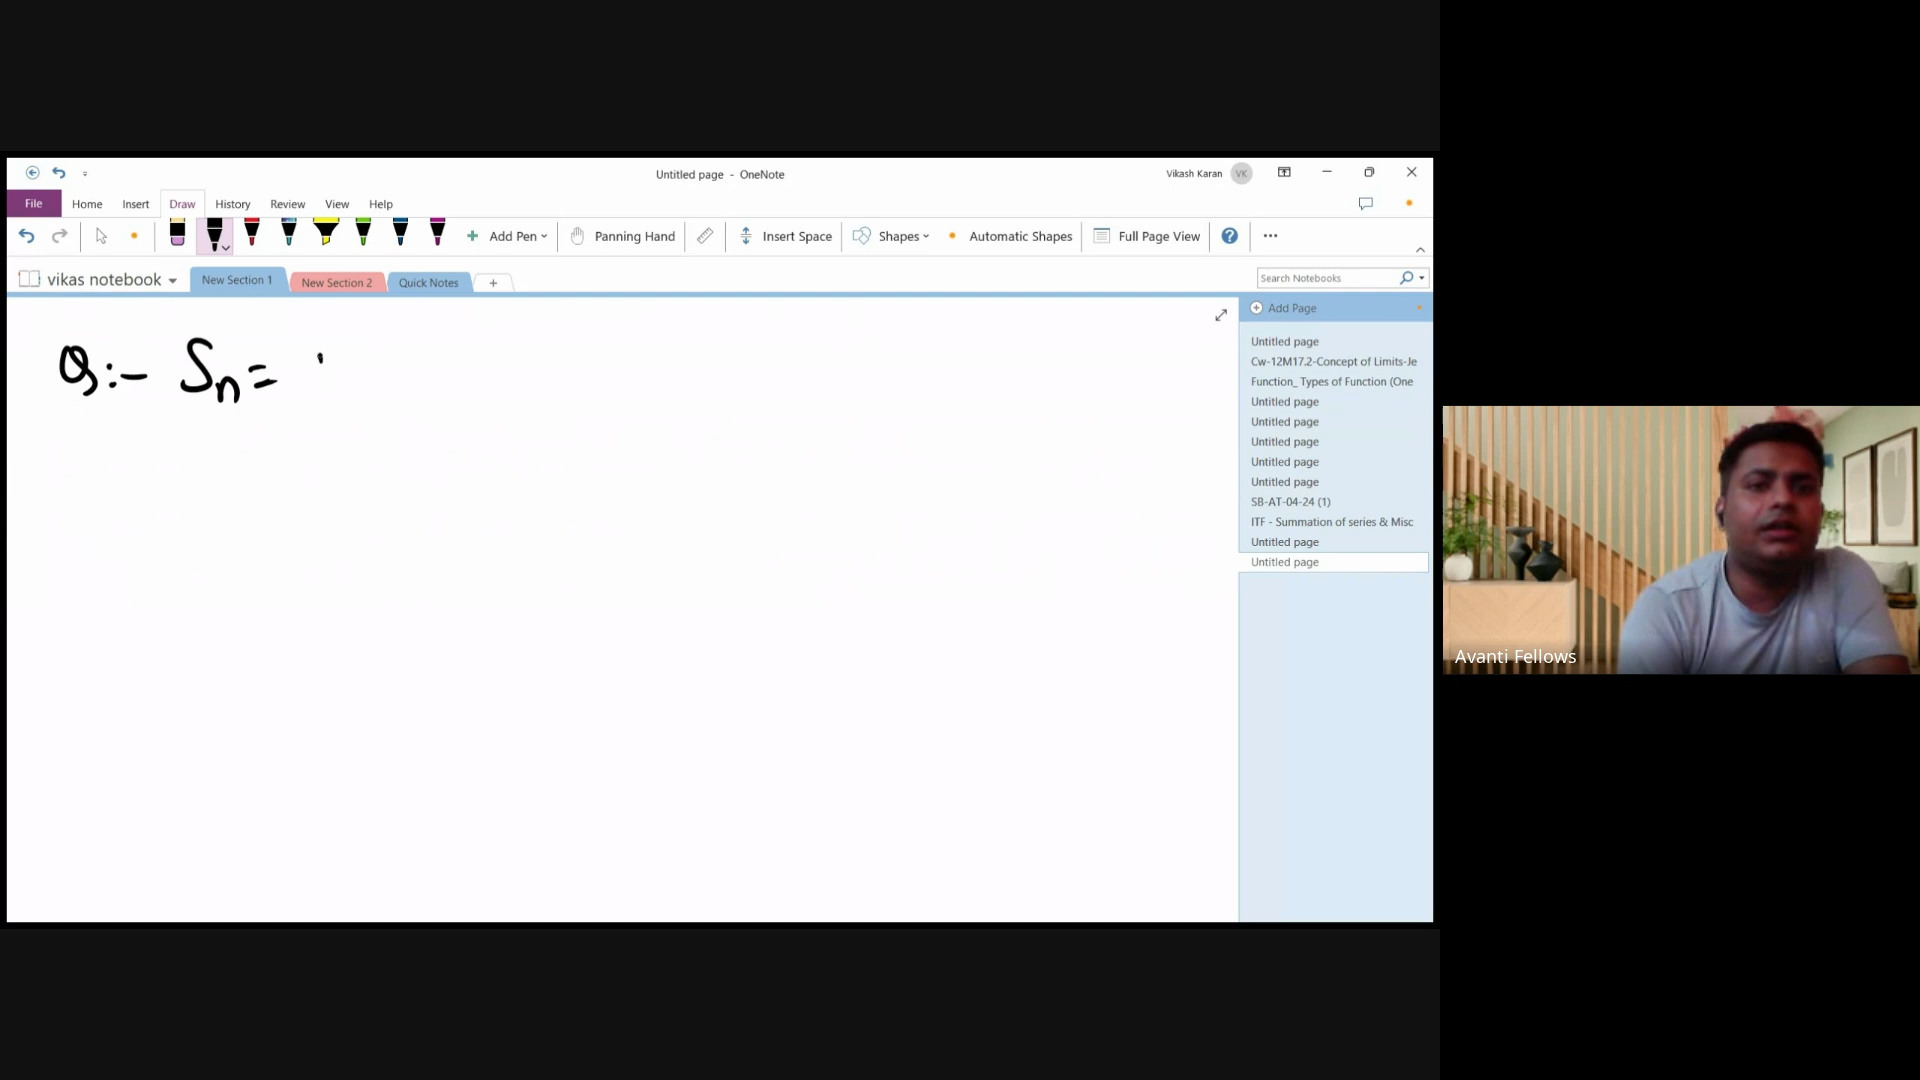 Untitled page - OneNote
Vikash Karan VK
File Home Insert Draw History Review View Help
Add Pen Panning Hand Insert Space Shapes Automatic Shapes Full Page View
vikas notebook New Section 1 New Section 2 Quick Notes + Search Notebooks
Q:- Sn=
Add Page
Untitled page
Cw-12M17.2-Concept of Limits-Je
Function_ Types of Function (One
Untitled page
Untitled page
Untitled page
Untitled page
Untitled page
SB-AT-04-24 (1)
ITF - Summation of series & Misc
Untitled page
Untitled page
Avanti Fellows